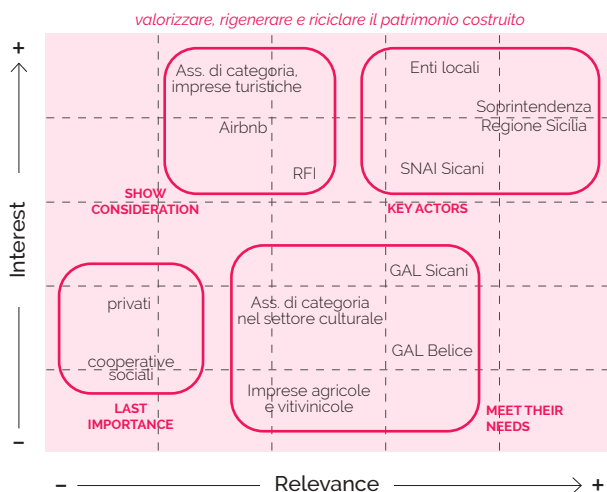 valorizzare, rigenerare e riciclare il patrimonio costruito
+
Interest
–
Ass. di categoria,
imprese turistiche
Airbnb
RFI
SHOW
CONSIDERATION
Enti locali
Soprintendenza
Regione Sicilia
SNAI Sicani
KEY ACTORS
privati
cooperative
sociali
LAST
IMPORTANCE
GAL Sicani
Ass. di categoria
nel settore culturale
GAL Belice
Imprese agricole
e vitivinicole
MEET THEIR
NEEDS
–
Relevance
+